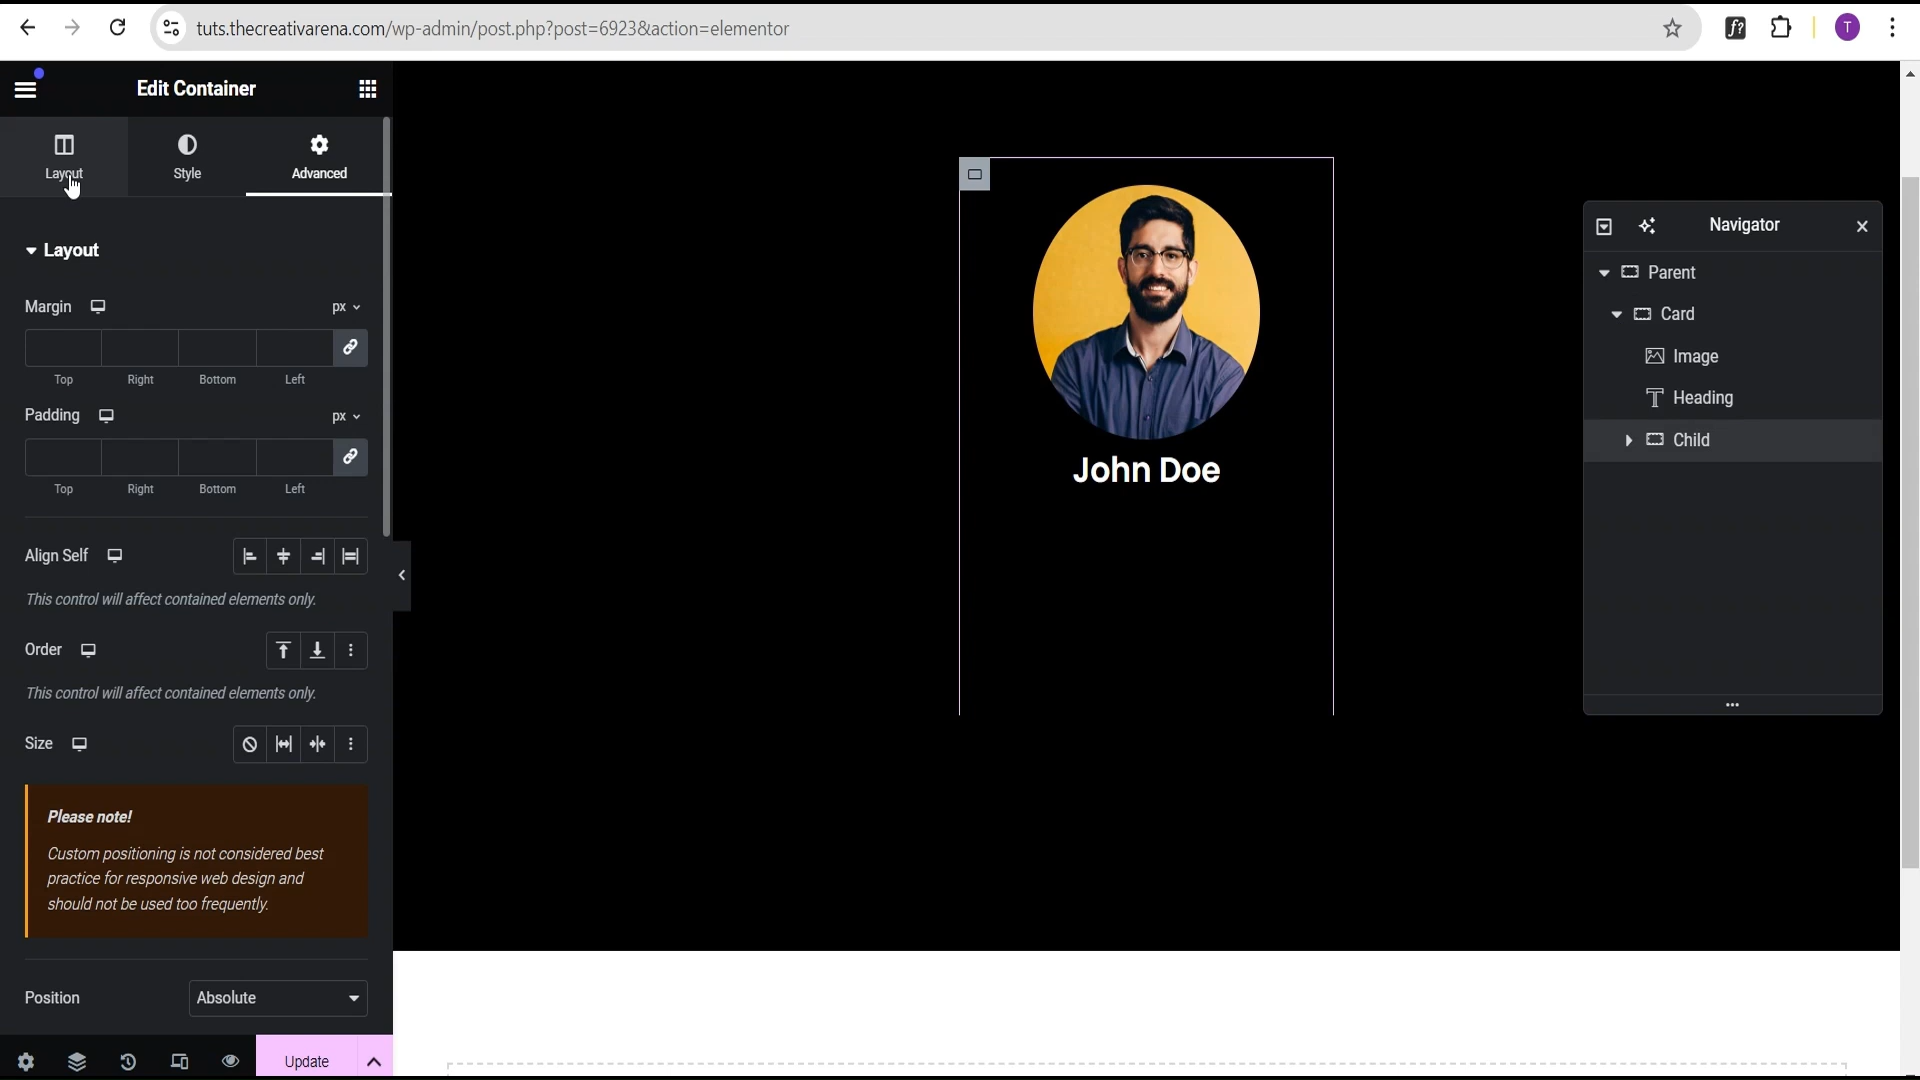 tuts.thecreativarena.com/wp-admin/post.php?post=6923&action=elementor
f?
T
Edit Container
Layout
Style
Advanced
Layout
Margin
px
Top
Right
Bottom
Left
Padding
px
Top
Right
Bottom
Left
Align Self
This control will affect contained elements only.
Order
This control will affect contained elements only.
Size
Please note!
Custom positioning is not considered best
practice for responsive web design and
should not be used too frequently.
Position
Absolute
Update
John Doe
Navigator
Parent
Card
Image
Heading
Child